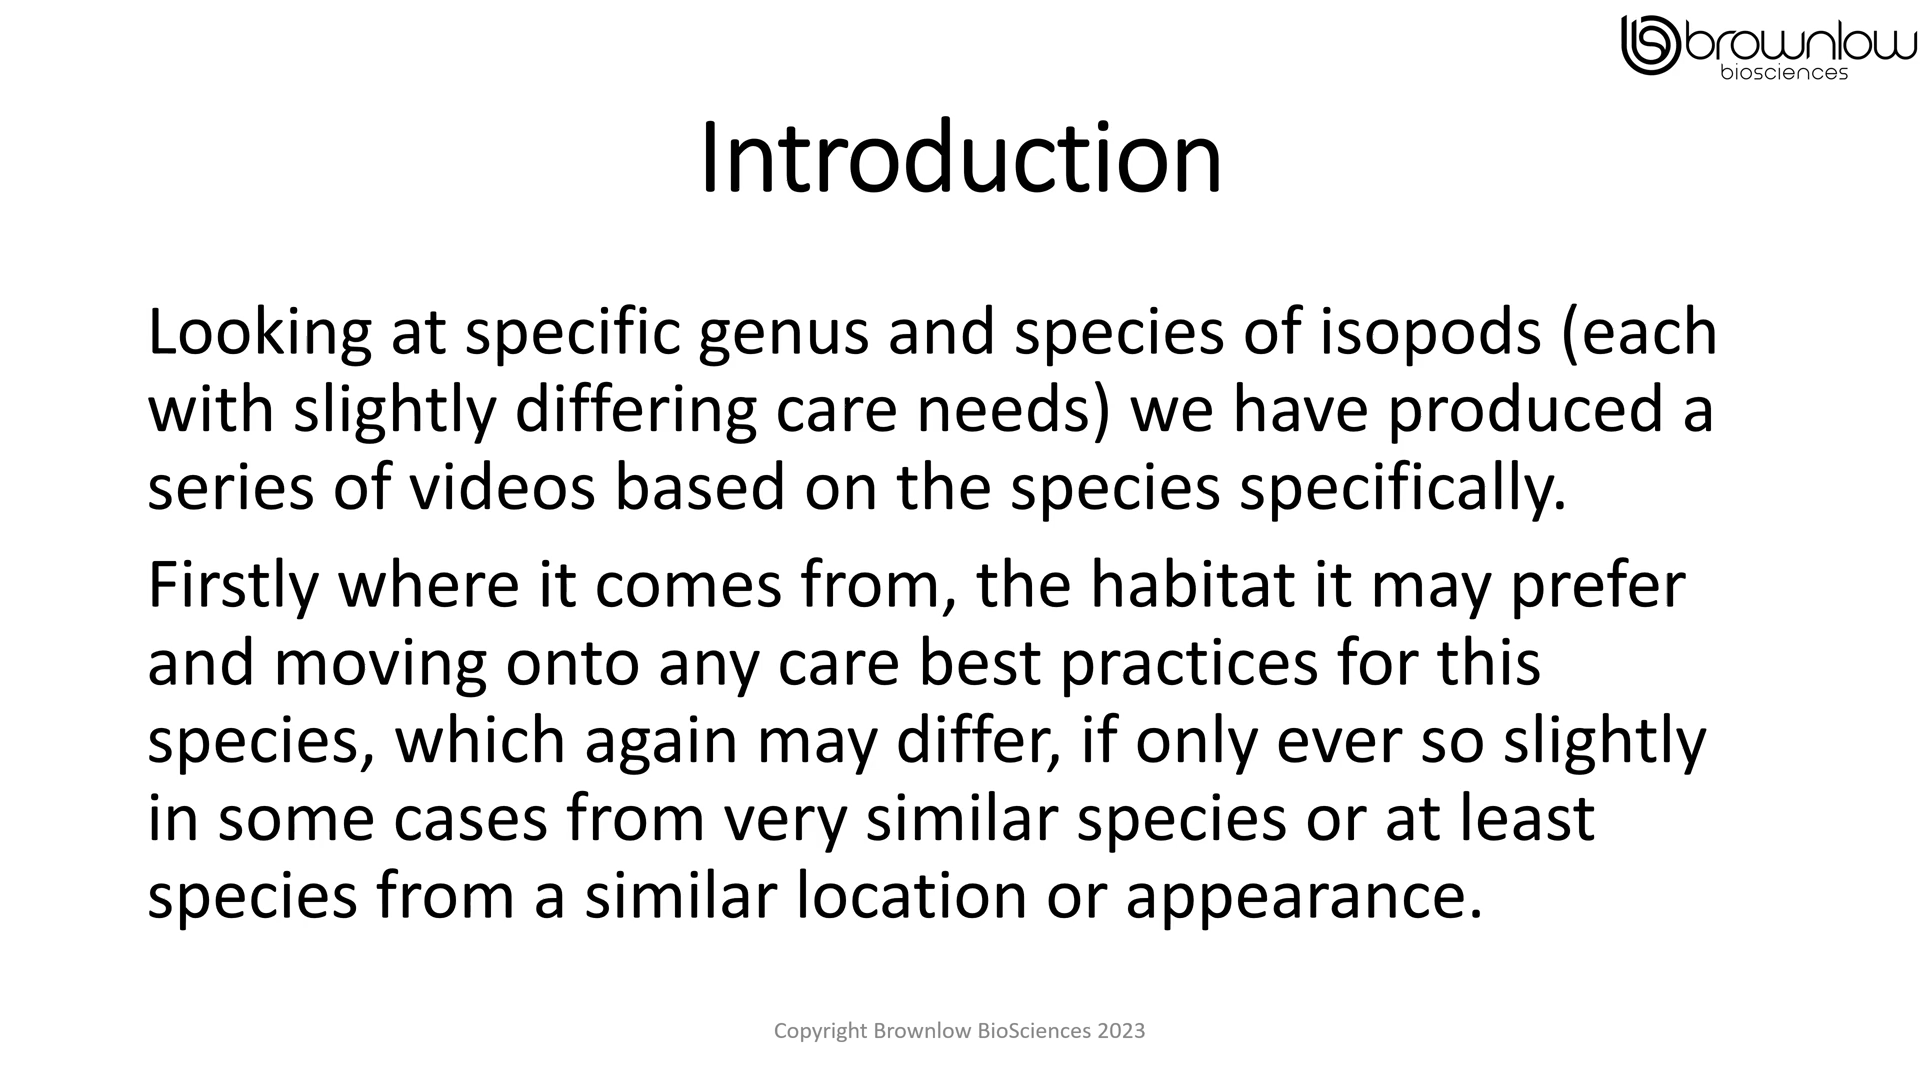 brownlow
biosciences
Introduction
Looking at specific genus and species of isopods (each
with slightly differing care needs) we have produced a
series of videos based on the species specifically.
Firstly where it comes from, the habitat it may prefer
and moving onto any care best practices for this
species, which again may differ, if only ever so slightly
in some cases from very similar species or at least
species from a similar location or appearance.
Copyright Brownlow BioSciences 2023